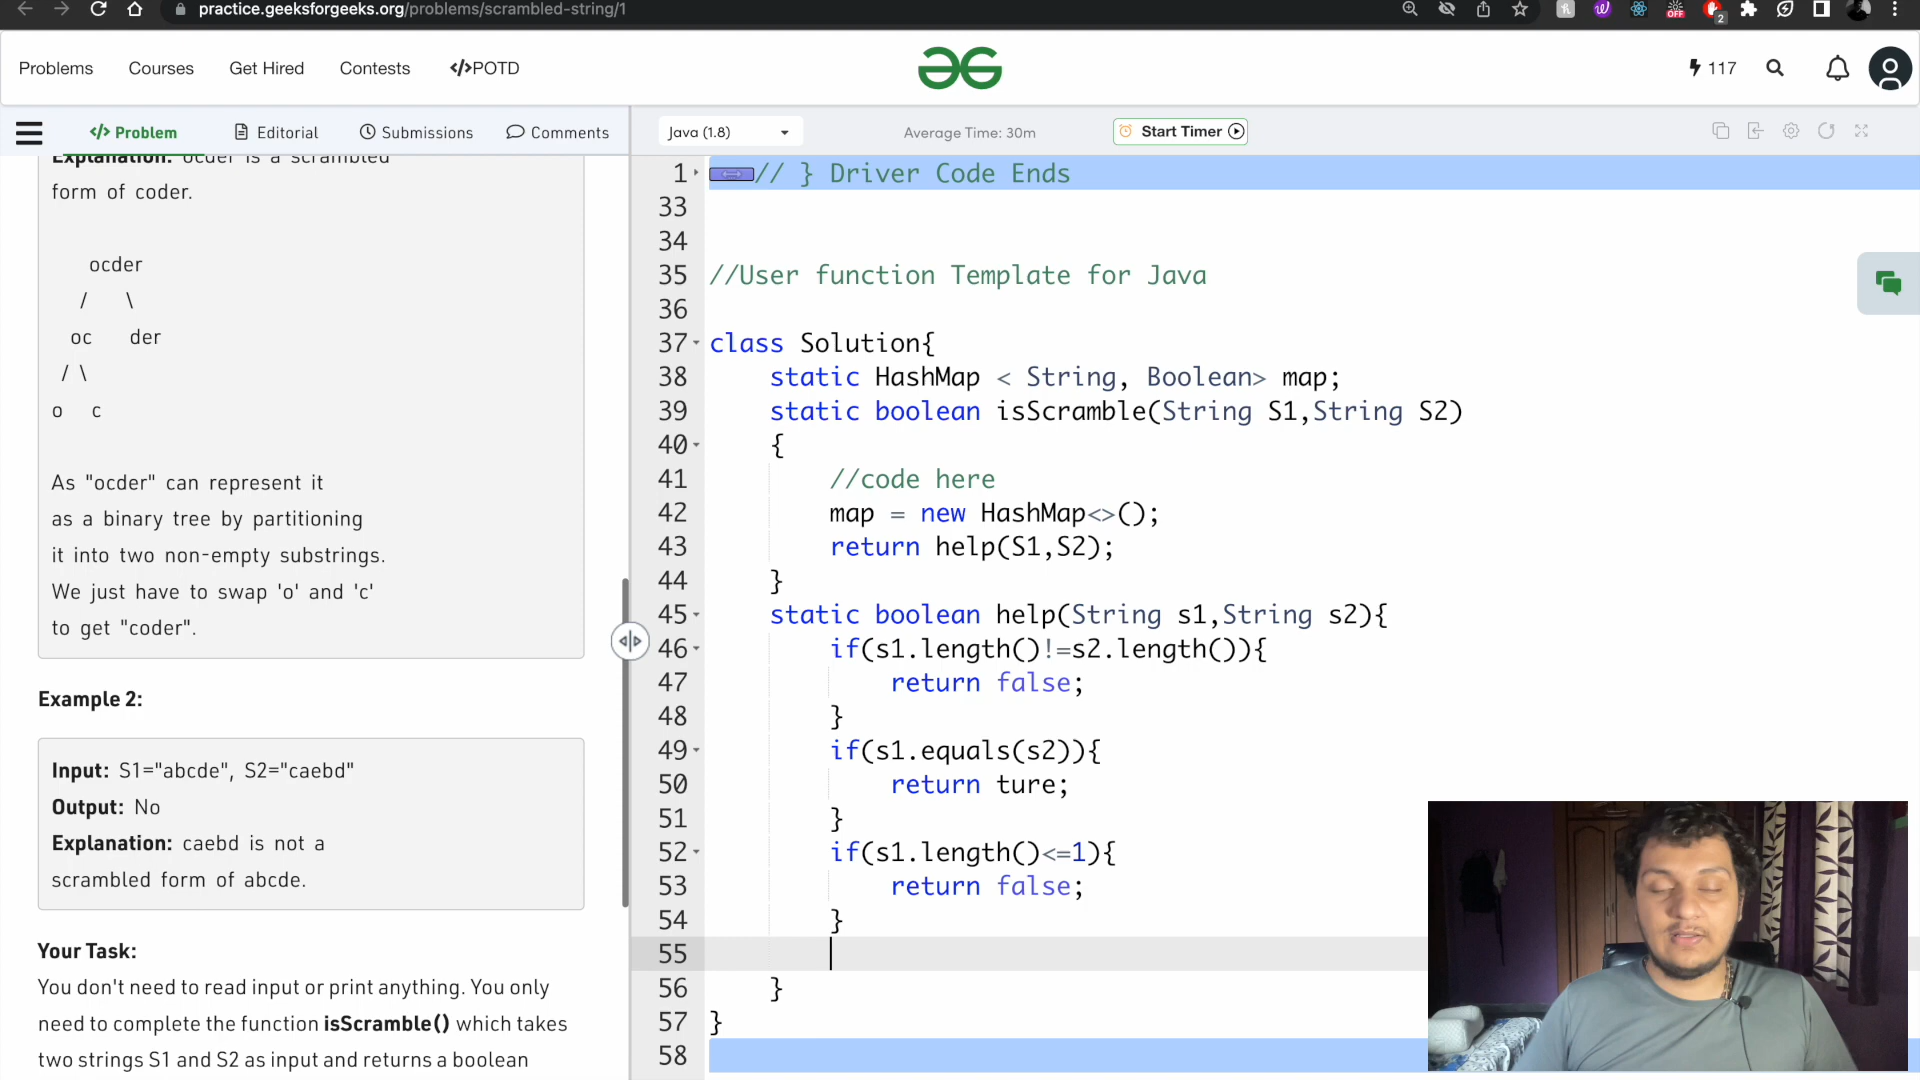 practice.geeksforgeeks.org/problems/scrambled-string/1
OFF
2
Problems Courses Get Hired Contests </>POTD
117
</> Problem Editorial Submissions Comments
Java (1.8) Average Time: 30m Start Timer
Explanation: ocder is a scrambled
form of coder.
ocder
/ \
oc der
/ \
o c
As "ocder" can represent it
as a binary tree by partitioning
it into two non-empty substrings.
We just have to swap 'o' and 'c'
to get "coder".
Example 2:
Input: S1="abcde", S2="caebd"
Output: No
Explanation: caebd is not a
scrambled form of abcde.
Your Task:
You don't need to read input or print anything. You only
need to complete the function isScramble() which takes
two strings S1 and S2 as input and returns a boolean
1 // } Driver Code Ends
33
34
35 //User function Template for Java
36
37 class Solution{
38 static HashMap < String, Boolean> map;
39 static boolean isScramble(String S1,String S2)
40 {
41 //code here
42 map = new HashMap<>();
43 return help(S1,S2);
44 }
45 static boolean help(String s1,String s2){
46 if(s1.length()!=s2.length()){
47 return false;
48 }
49 if(s1.equals(s2)){
50 return ture;
51 }
52 if(s1.length()<=1){
53 return false;
54 }
55
56 }
57 }
58